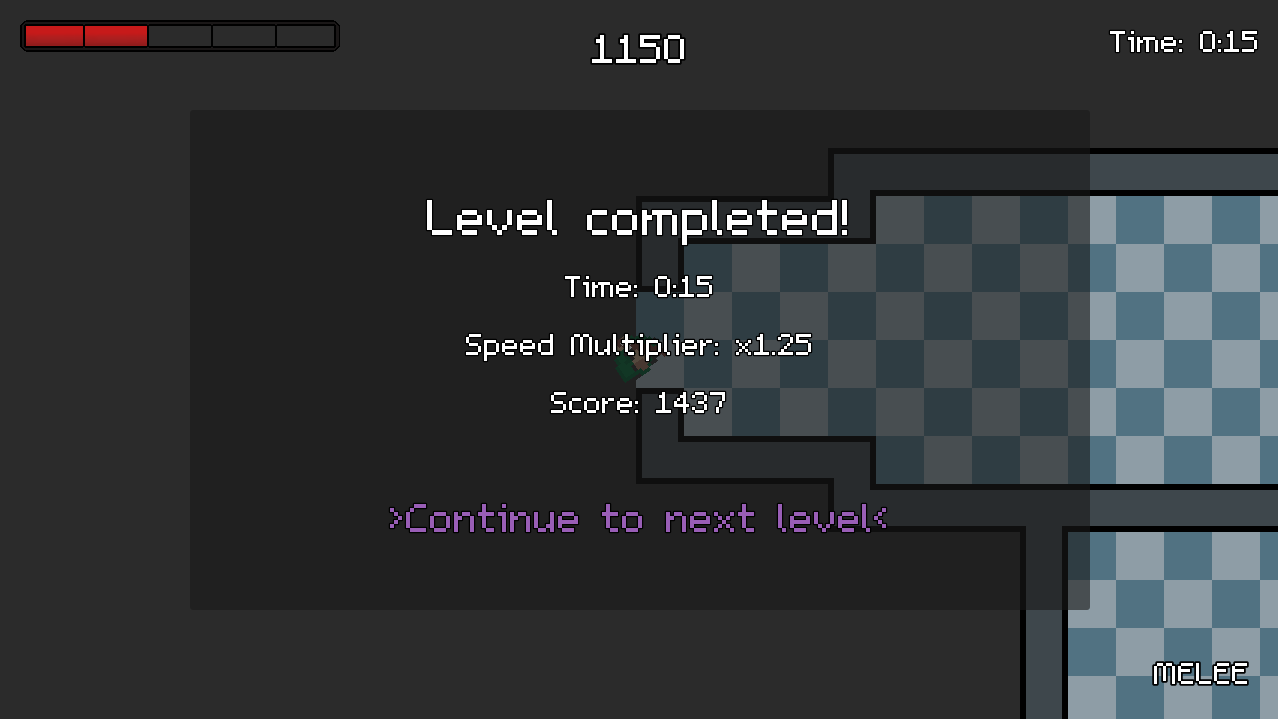 1150
Time: 0:15
Level completed!
Time: 0:15
Speed Multiplier: x1.25
Score: 1437
>Continue to next level<
MELEE